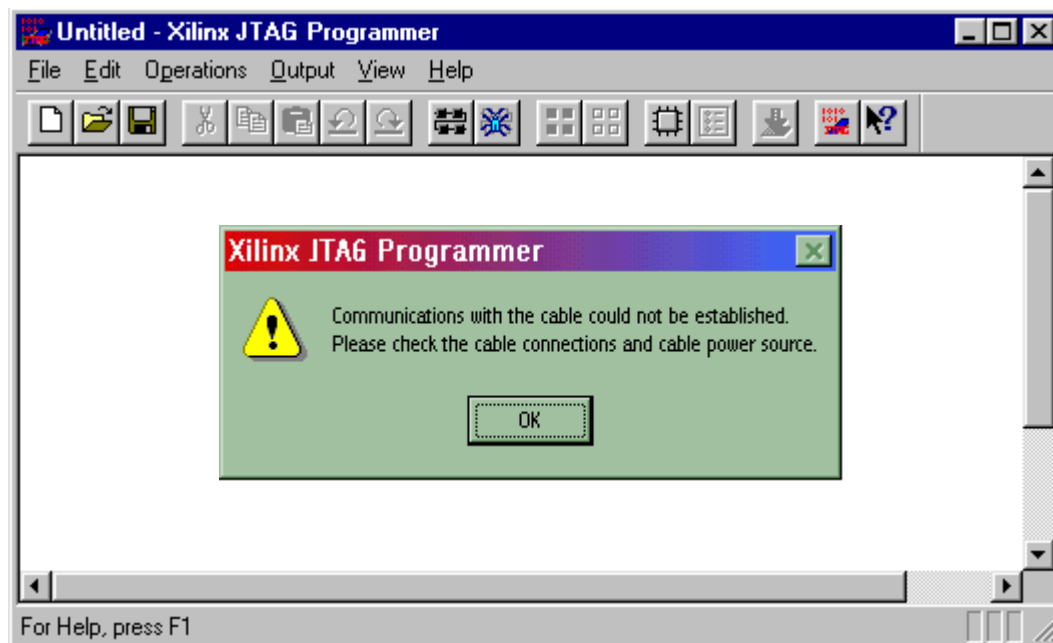 Untitled - Xilinx JTAG Programmer
File Edit Operations Output View Help
Xilinx JTAG Programmer
Communications with the cable could not be established.
Please check the cable connections and cable power source.
OK
For Help, press F1